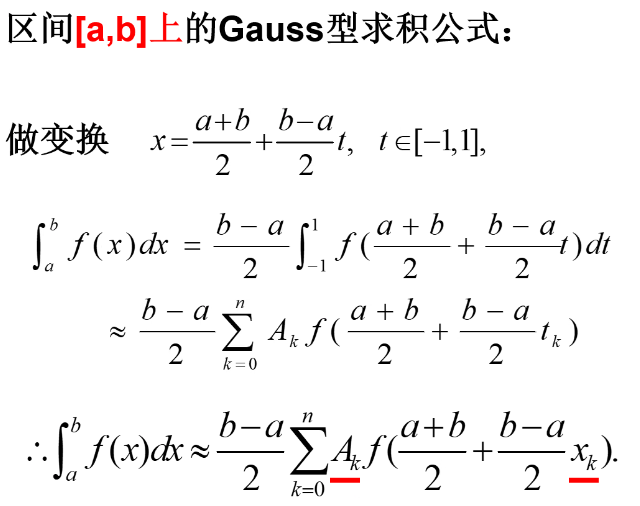 区间[a,b]上的Gauss型求积公式：
做变换 $x=\frac{a+b}{2}+\frac{b-a}{2}t,\quad t\in[-1,1],$
$\int_a^b f(x)dx=\frac{b-a}{2}\int_{-1}^{1} f(\frac{a+b}{2}+\frac{b-a}{2}t)dt$
$\approx\frac{b-a}{2}\sum_{k=0}^{n} A_k f(\frac{a+b}{2}+\frac{b-a}{2}t_k)$
$\therefore\int_a^b f(x)dx\approx\frac{b-a}{2}\sum_{k=0}^{n} A_k f(\frac{a+b}{2}+\frac{b-a}{2}x_k).$